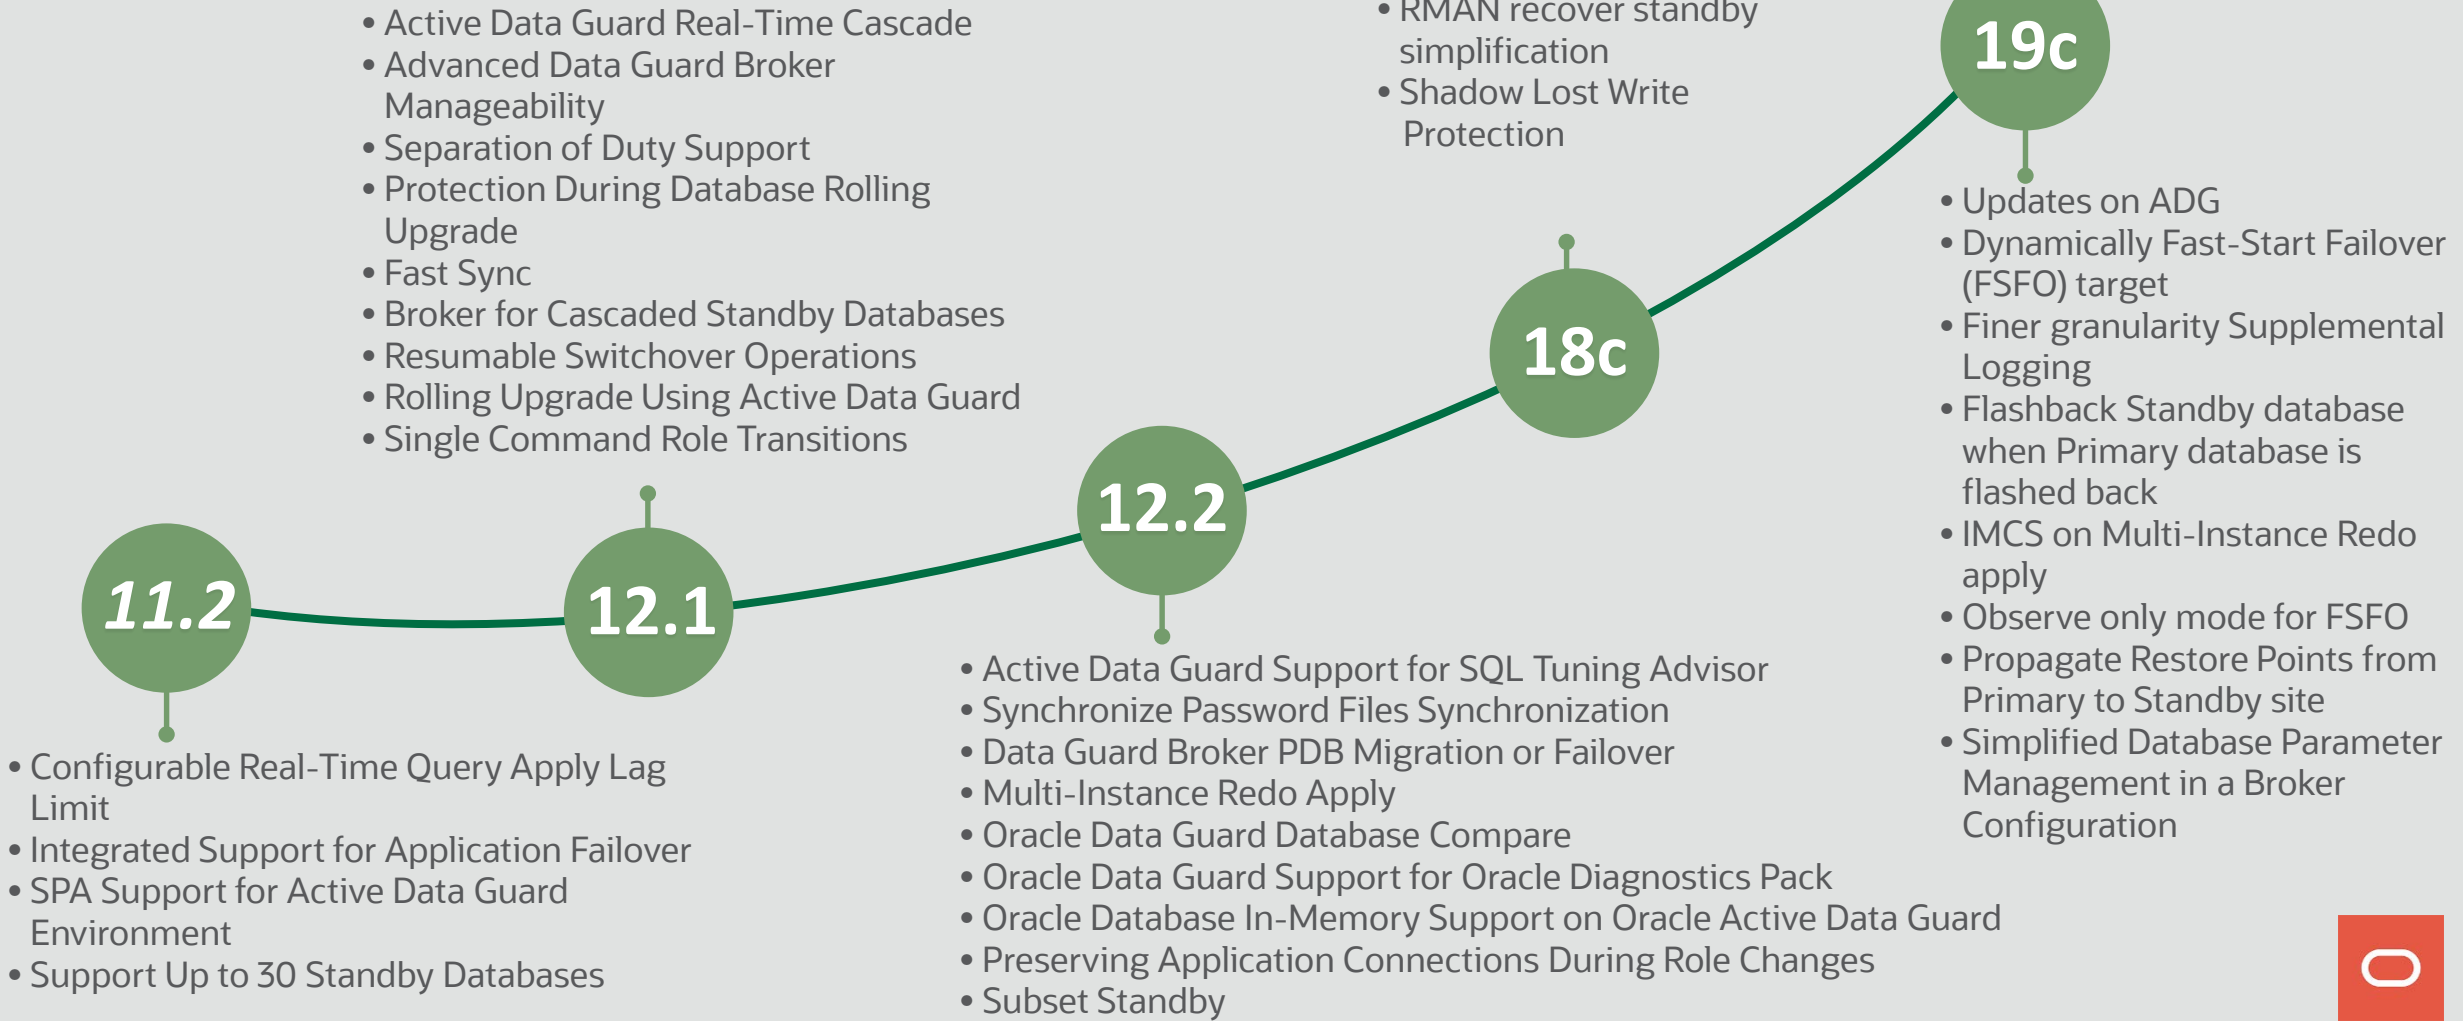 • Active Data Guard Real-Time Cascade
• Advanced Data Guard Broker
Manageability
• Separation of Duty Support
• Protection During Database Rolling
Upgrade
• Fast Sync
• Broker for Cascaded Standby Databases
• Resumable Switchover Operations
• Rolling Upgrade Using Active Data Guard
• Single Command Role Transitions
• RMAN recover standby
simplification
• Shadow Lost Write
Protection
19c
18c
12.2
12.1
11.2
• Configurable Real-Time Query Apply Lag
Limit
• Integrated Support for Application Failover
• SPA Support for Active Data Guard
Environment
• Support Up to 30 Standby Databases
• Active Data Guard Support for SQL Tuning Advisor
• Synchronize Password Files Synchronization
• Data Guard Broker PDB Migration or Failover
• Multi-Instance Redo Apply
• Oracle Data Guard Database Compare
• Oracle Data Guard Support for Oracle Diagnostics Pack
• Oracle Database In-Memory Support on Oracle Active Data Guard
• Preserving Application Connections During Role Changes
• Subset Standby
• Updates on ADG
• Dynamically Fast-Start Failover
(FSFO) target
• Finer granularity Supplemental
Logging
• Flashback Standby database
when Primary database is
flashed back
• IMCS on Multi-Instance Redo
apply
• Observe only mode for FSFO
• Propagate Restore Points from
Primary to Standby site
• Simplified Database Parameter
Management in a Broker
Configuration